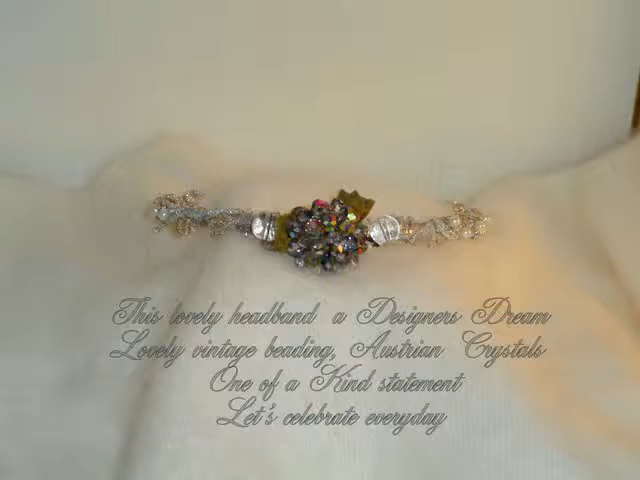 This lovely headband a Designers Dream
Lovely vintage beading, Austrian Crystals
One of a Kind statement
Let's celebrate everyday